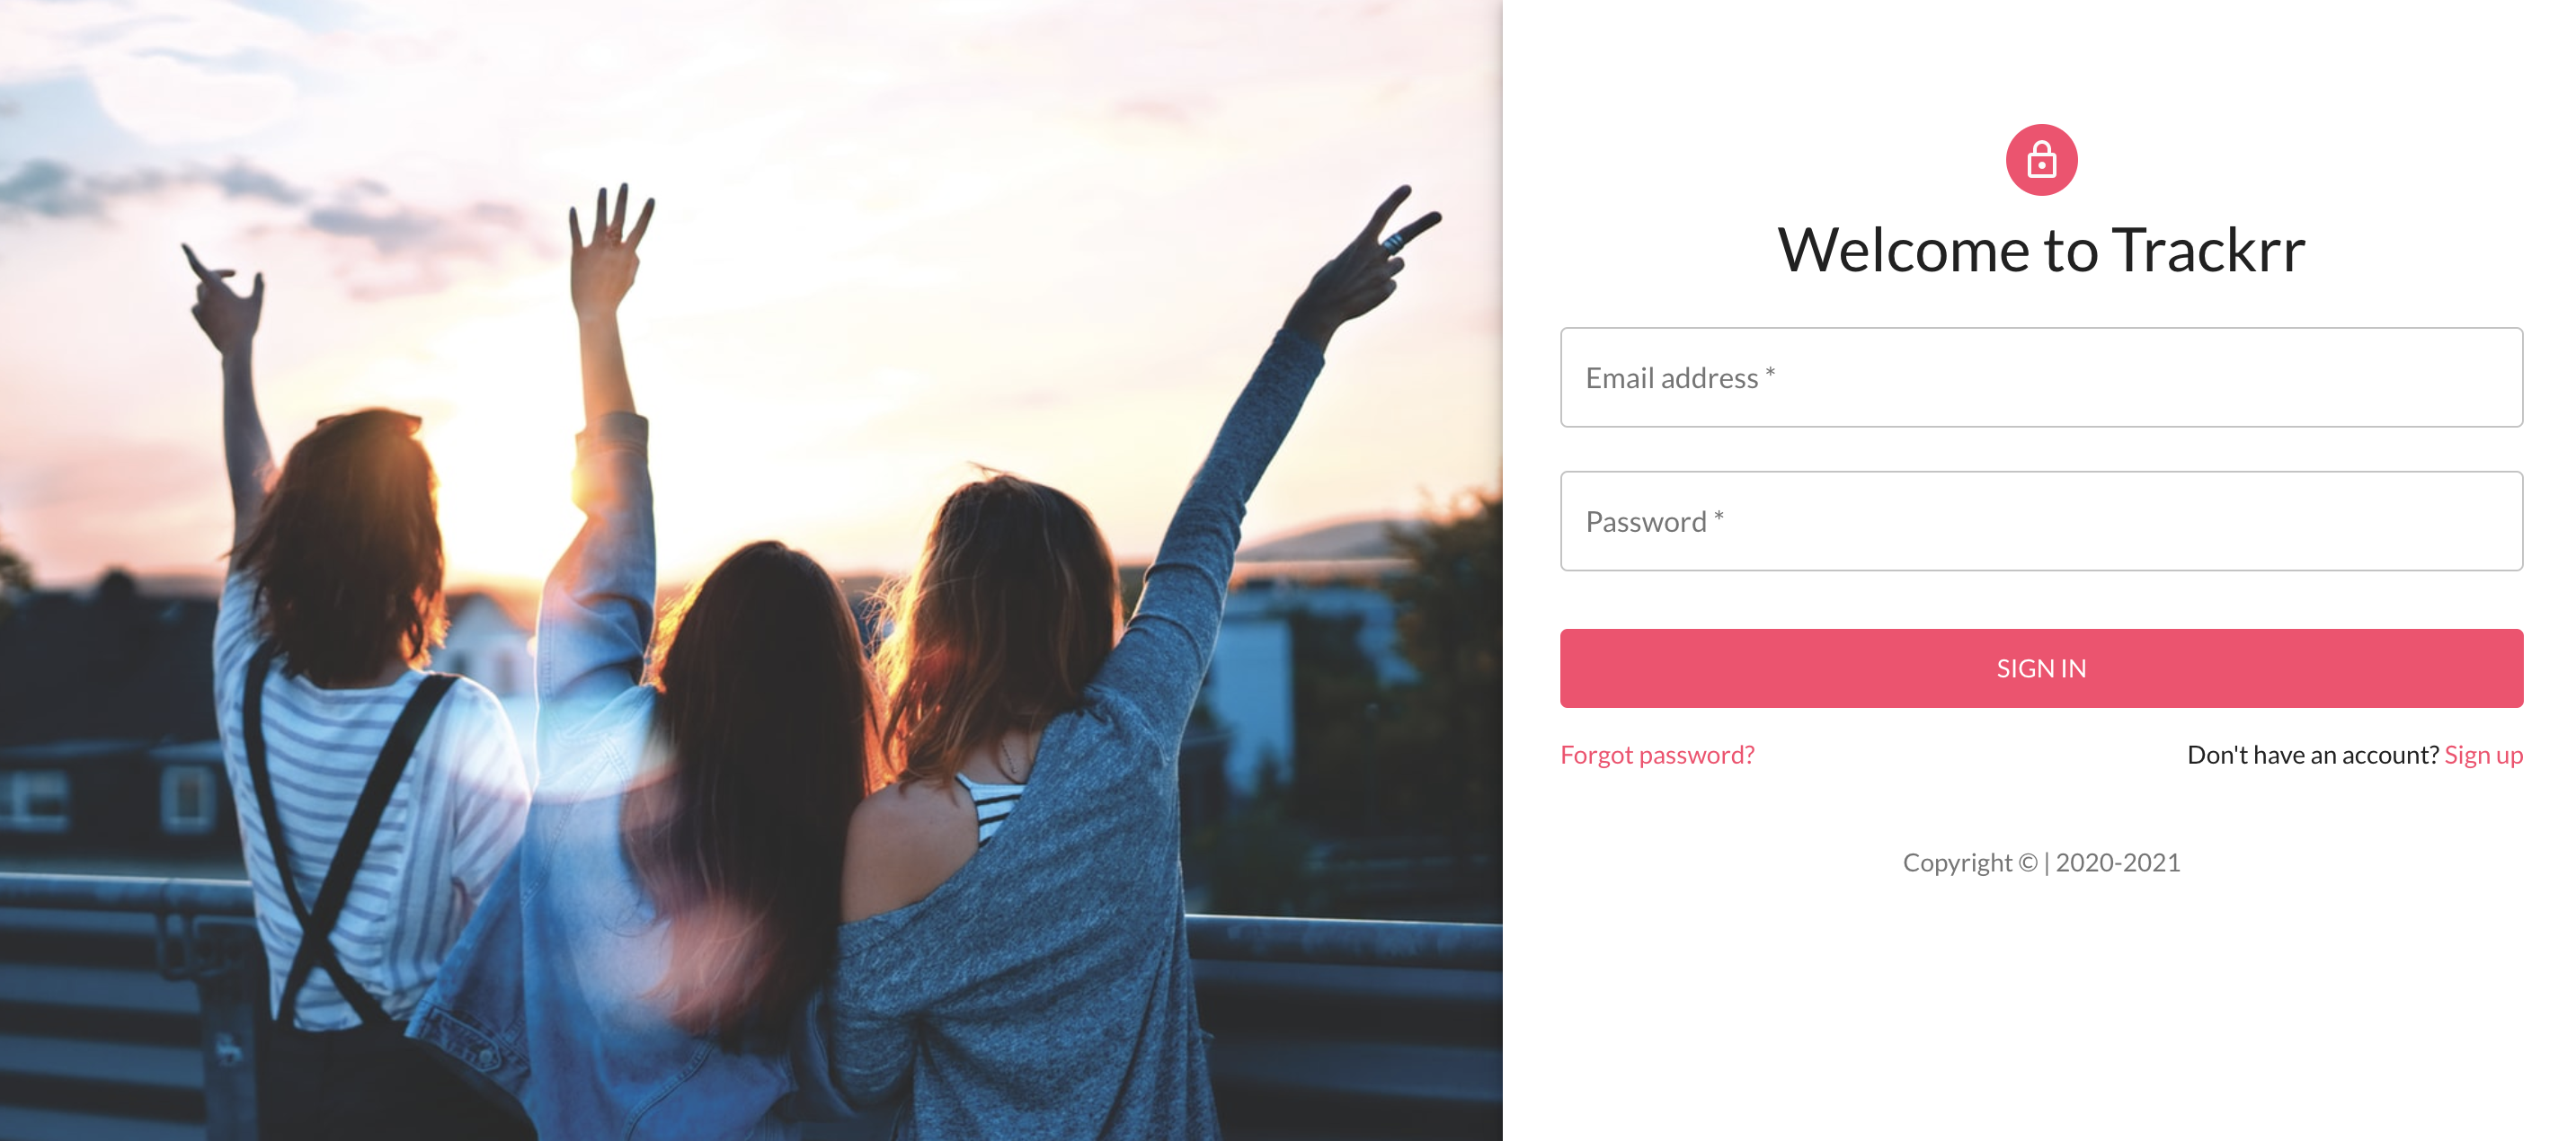 Welcome to Trackrr
Email address *
Password *
SIGN IN
Forgot password?
Don't have an account? Sign up
Copyright © | 2020-2021